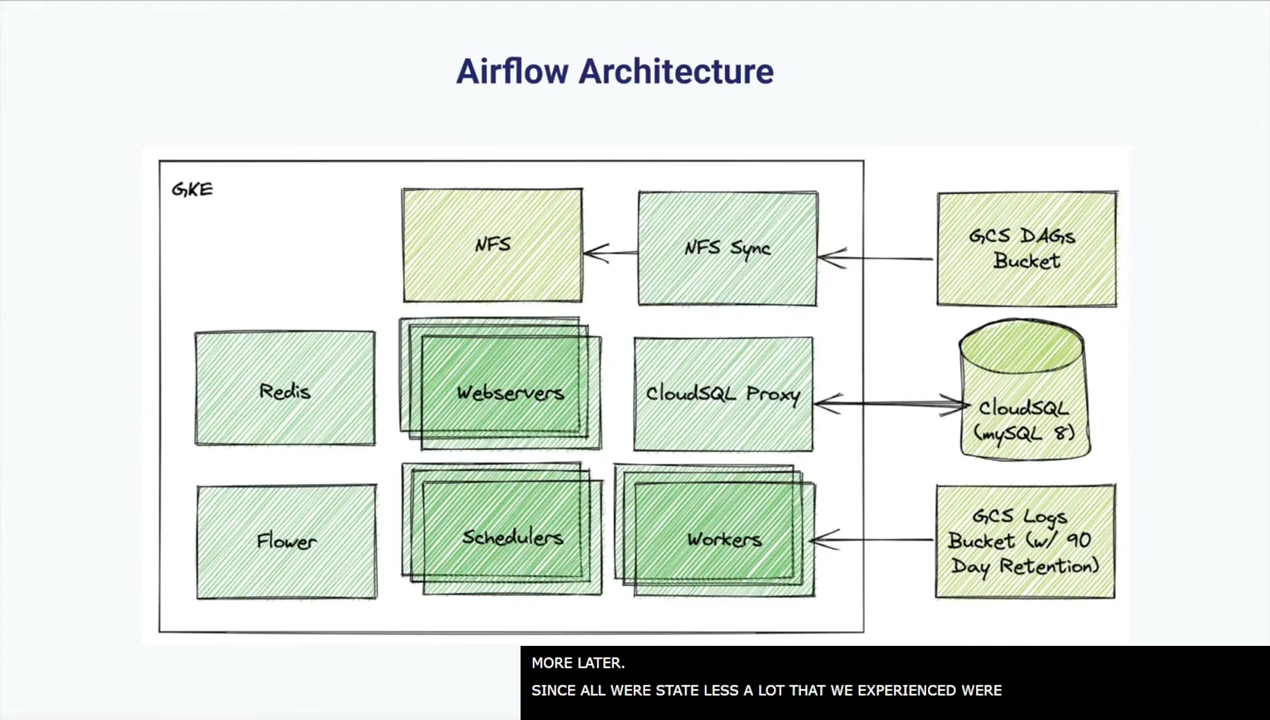 Airflow Architecture
GKE
NFS
NFS Sync
GCS DAGs
Bucket
Redis
Webservers
CloudSQL Proxy
CloudSQL
(mySQL 8)
Flower
Schedulers
Workers
GCS Logs
Bucket (w/ 90
Day Retention)
MORE LATER.
SINCE ALL WERE STATE LESS A LOT THAT WE EXPERIENCED WERE